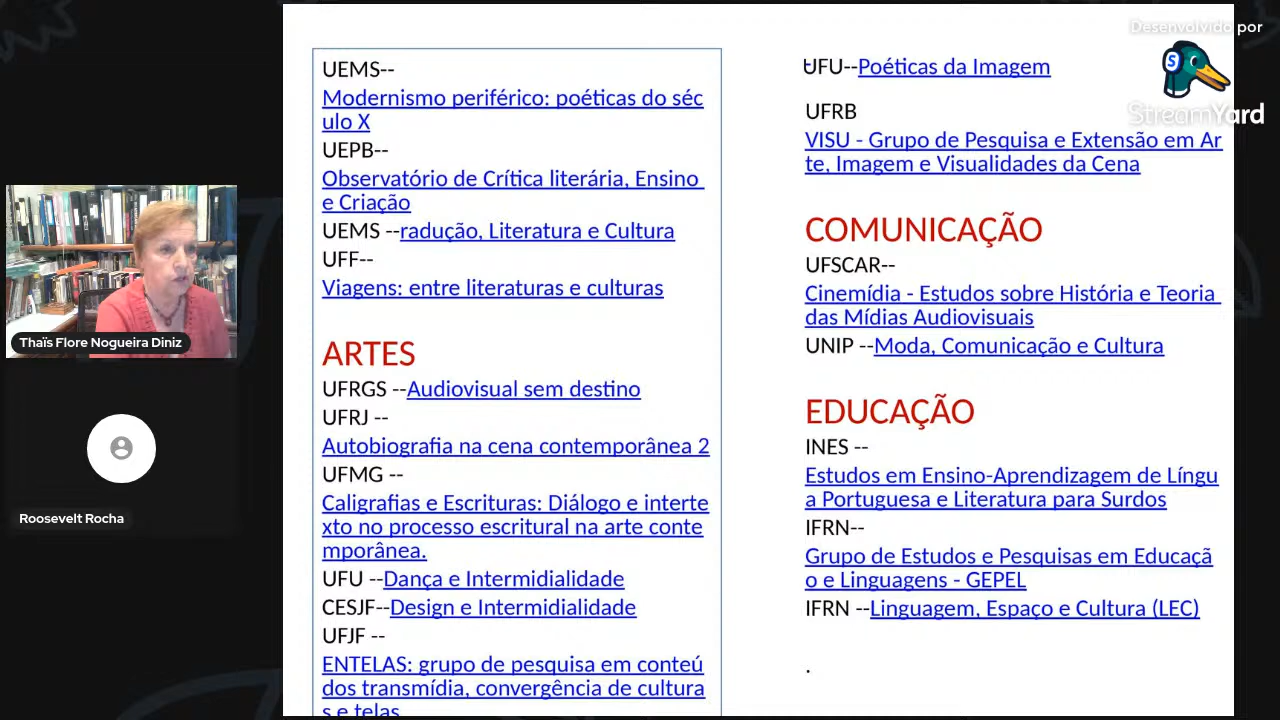 UEMS--
Modernismo periférico: poéticas do séc
ulo X
UEPB--
Observatório de Crítica literária, Ensino
e Criação
UEMS --radução, Literatura e Cultura
UFF--
Viagens: entre literaturas e culturas
ARTES
UFRGS --Audiovisual sem destino
UFRJ --
Autobiografia na cena contemporânea 2
UFMG --
Caligrafias e Escrituras: Diálogo e interte
xto no processo escritural na arte conte
mporânea.
UFU --Dança e Intermidialidade
CESJF--Design e Intermidialidade
UFJF --
ENTELAS: grupo de pesquisa em conteú
dos transmídia, convergência de cultura
s e telas
UFU--Poéticas da Imagem
UFRB
VISU - Grupo de Pesquisa e Extensão em Ar
te, Imagem e Visualidades da Cena
COMUNICAÇÃO
UFSCAR--
Cinemídia - Estudos sobre História e Teoria
das Mídias Audiovisuais
UNIP --Moda, Comunicação e Cultura
EDUCAÇÃO
INES --
Estudos em Ensino-Aprendizagem de Língu
a Portuguesa e Literatura para Surdos
IFRN--
Grupo de Estudos e Pesquisas em Educaçã
o e Linguagens - GEPEL
IFRN --Linguagem, Espaço e Cultura (LEC)
.
Desenvolvido por
S
StreamYard
Thaïs Flore Nogueira Diniz
Roosevelt Rocha